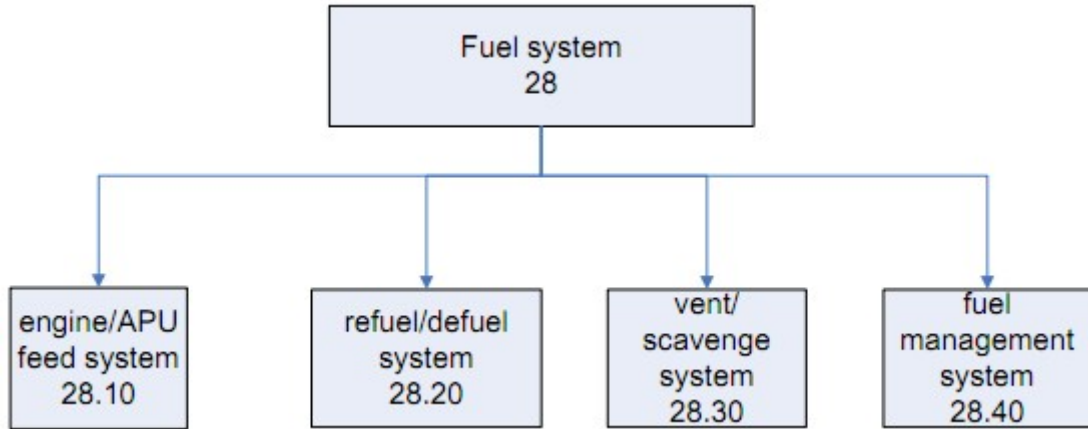 Fuel system
28
engine/APU
feed system
28.10
refuel/defuel
system
28.20
vent/
scavenge
system
28.30
fuel
management
system
28.40